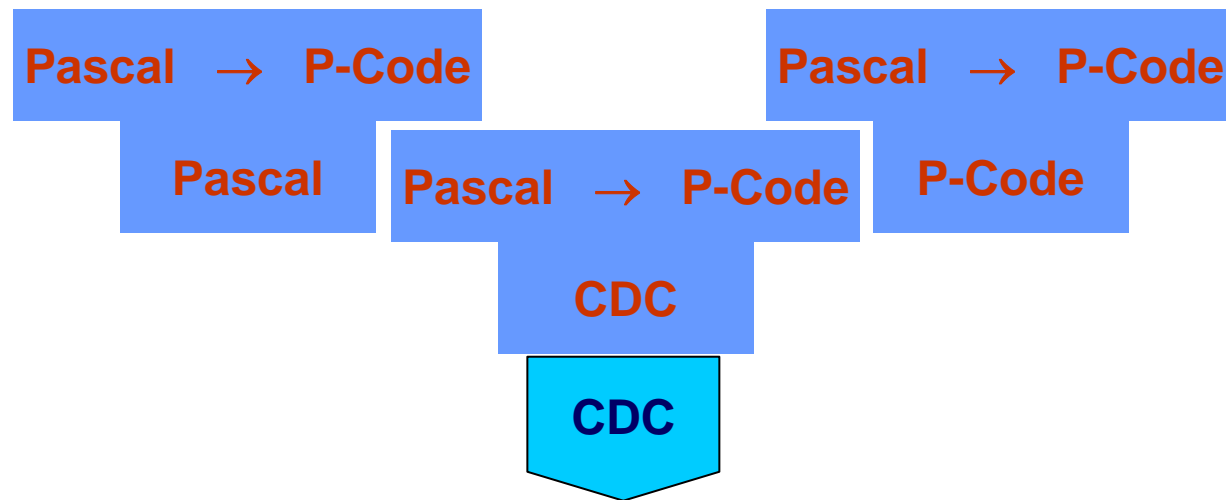 Pascal → P-Code
Pascal
Pascal → P-Code
CDC
CDC
Pascal → P-Code
P-Code